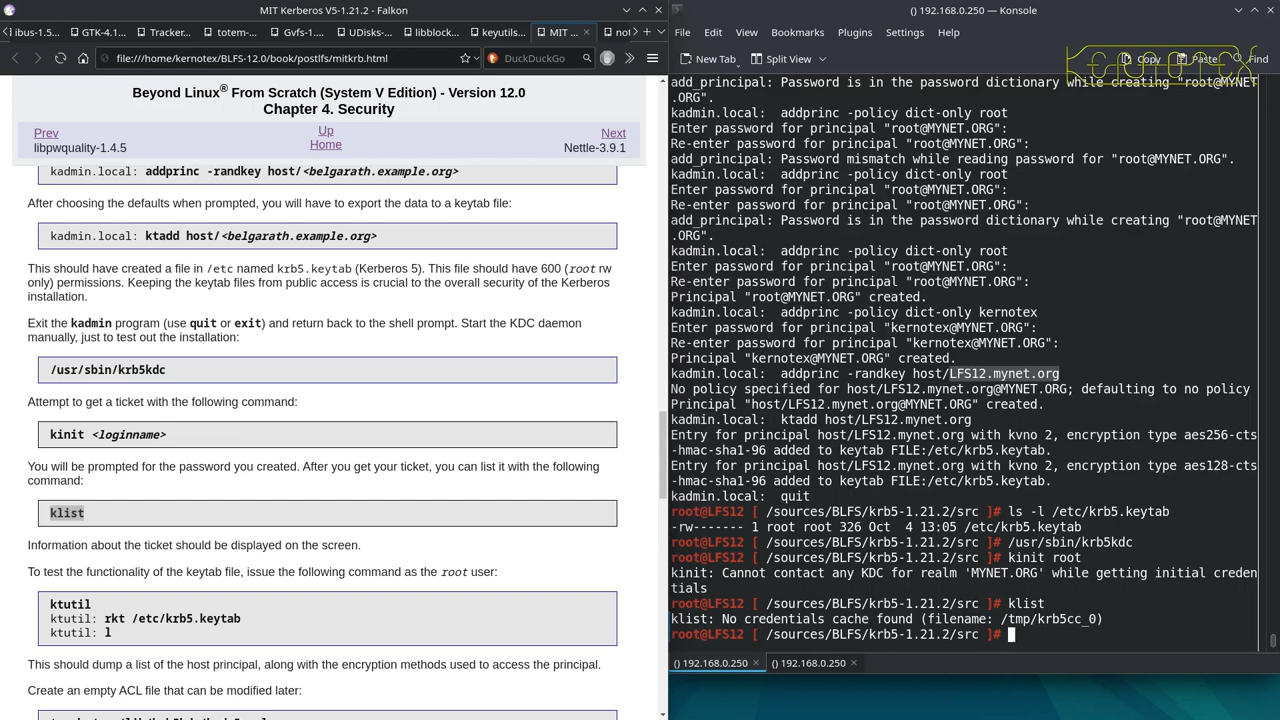 MIT Kerberos V5-1.21.2 - Falkon
ibus-1.5...
GTK-4.1...
Tracker...
totem-...
Gvfs-1....
UDisks-...
libblock...
keyutils...
MIT ...
file:///home/kernotex/BLFS-12.0/book/postlfs/mitkrb.html
DuckDuckGo
Beyond Linux® From Scratch (System V Edition) - Version 12.0
Chapter 4. Security
Prev
Up
Next
libpwquality-1.4.5
Home
Nettle-3.9.1
kadmin.local: addprinc -randkey host/<belgarath.example.org>
After choosing the defaults when prompted, you will have to export the data to a keytab file:
kadmin.local: ktadd host/<belgarath.example.org>
This should have created a file in /etc named krb5.keytab (Kerberos 5). This file should have 600 (root rw
only) permissions. Keeping the keytab files from public access is crucial to the overall security of the Kerberos
installation.
Exit the kadmin program (use quit or exit) and return back to the shell prompt. Start the KDC daemon
manually, just to test out the installation:
/usr/sbin/krb5kdc
Attempt to get a ticket with the following command:
kinit <loginname>
You will be prompted for the password you created. After you get your ticket, you can list it with the following
command:
klist
Information about the ticket should be displayed on the screen.
To test the functionality of the keytab file, issue the following command as the root user:
ktutil
ktutil: rkt /etc/krb5.keytab
ktutil: l
This should dump a list of the host principal, along with the encryption methods used to access the principal.
Create an empty ACL file that can be modified later:
() 192.168.0.250 — Konsole
File Edit View Bookmarks Plugins Settings Help
New Tab Split View Copy Paste Find
kernotex
add_principal: Password is in the password dictionary while creating "root@MYNET
.ORG".
kadmin.local:  addprinc -policy dict-only root
Enter password for principal "root@MYNET.ORG":
Re-enter password for principal "root@MYNET.ORG":
add_principal: Password mismatch while reading password for "root@MYNET.ORG".
kadmin.local:  addprinc -policy dict-only root
Enter password for principal "root@MYNET.ORG":
Re-enter password for principal "root@MYNET.ORG":
add_principal: Password is in the password dictionary while creating "root@MYNET
.ORG".
kadmin.local:  addprinc -policy dict-only root
Enter password for principal "root@MYNET.ORG":
Re-enter password for principal "root@MYNET.ORG":
Principal "root@MYNET.ORG" created.
kadmin.local:  addprinc -policy dict-only kernotex
Enter password for principal "kernotex@MYNET.ORG":
Re-enter password for principal "kernotex@MYNET.ORG":
Principal "kernotex@MYNET.ORG" created.
kadmin.local:  addprinc -randkey host/LFS12.mynet.org
No policy specified for host/LFS12.mynet.org@MYNET.ORG; defaulting to no policy
Principal "host/LFS12.mynet.org@MYNET.ORG" created.
kadmin.local:  ktadd host/LFS12.mynet.org
Entry for principal host/LFS12.mynet.org with kvno 2, encryption type aes256-cts
-hmac-sha1-96 added to keytab FILE:/etc/krb5.keytab.
Entry for principal host/LFS12.mynet.org with kvno 2, encryption type aes128-cts
-hmac-sha1-96 added to keytab FILE:/etc/krb5.keytab.
kadmin.local:  quit
root@LFS12 [ /sources/BLFS/krb5-1.21.2/src ]# ls -l /etc/krb5.keytab
-rw------- 1 root root 326 Oct  4 13:05 /etc/krb5.keytab
root@LFS12 [ /sources/BLFS/krb5-1.21.2/src ]# /usr/sbin/krb5kdc
root@LFS12 [ /sources/BLFS/krb5-1.21.2/src ]# kinit root
kinit: Cannot contact any KDC for realm 'MYNET.ORG' while getting initial creden
tials
root@LFS12 [ /sources/BLFS/krb5-1.21.2/src ]# klist
klist: No credentials cache found (filename: /tmp/krb5cc_0)
root@LFS12 [ /sources/BLFS/krb5-1.21.2/src ]#
() 192.168.0.250
() 192.168.0.250